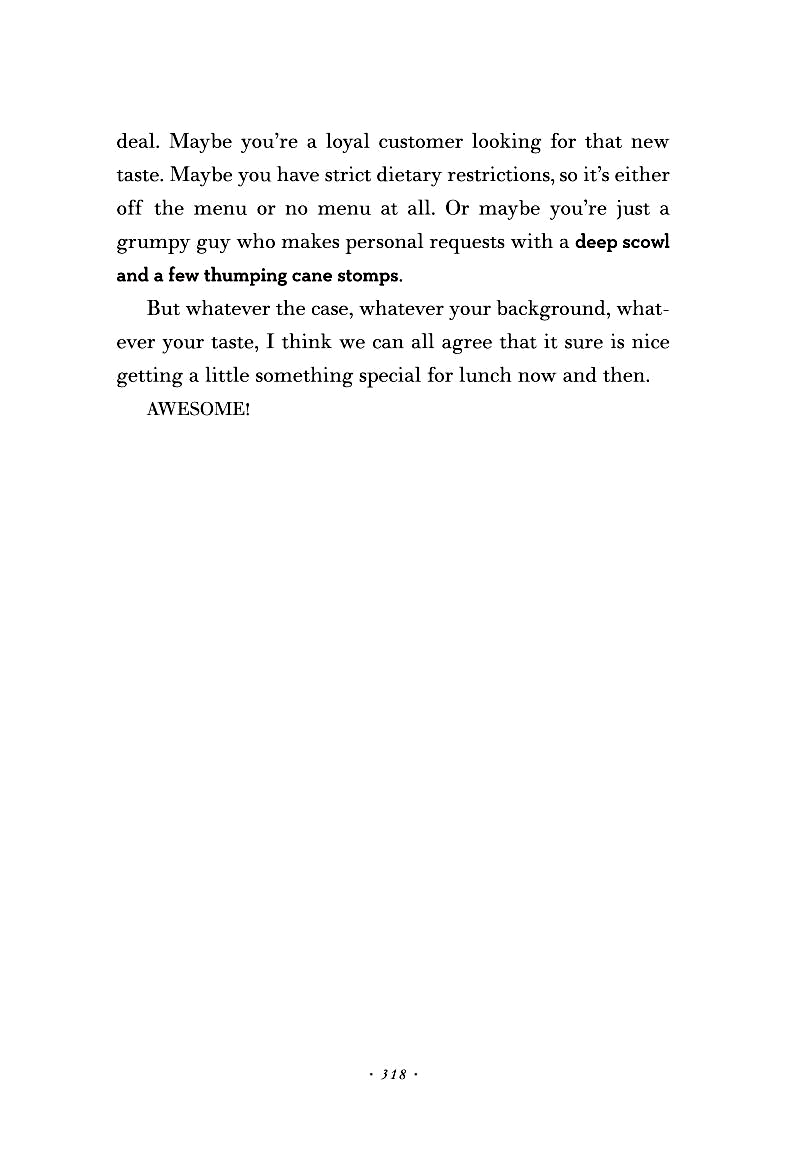 deal. Maybe you’re a loyal customer looking for that new
taste. Maybe you have strict dietary restrictions, so it’s either
off the menu or no menu at all. Or maybe you’re just a
grumpy guy who makes personal requests with a deep scowl
and a few thumping cane stomps.
But whatever the case, whatever your background, what-
ever your taste, I think we can all agree that it sure is nice
getting a little something special for lunch now and then.
AWESOME!
· 318 ·